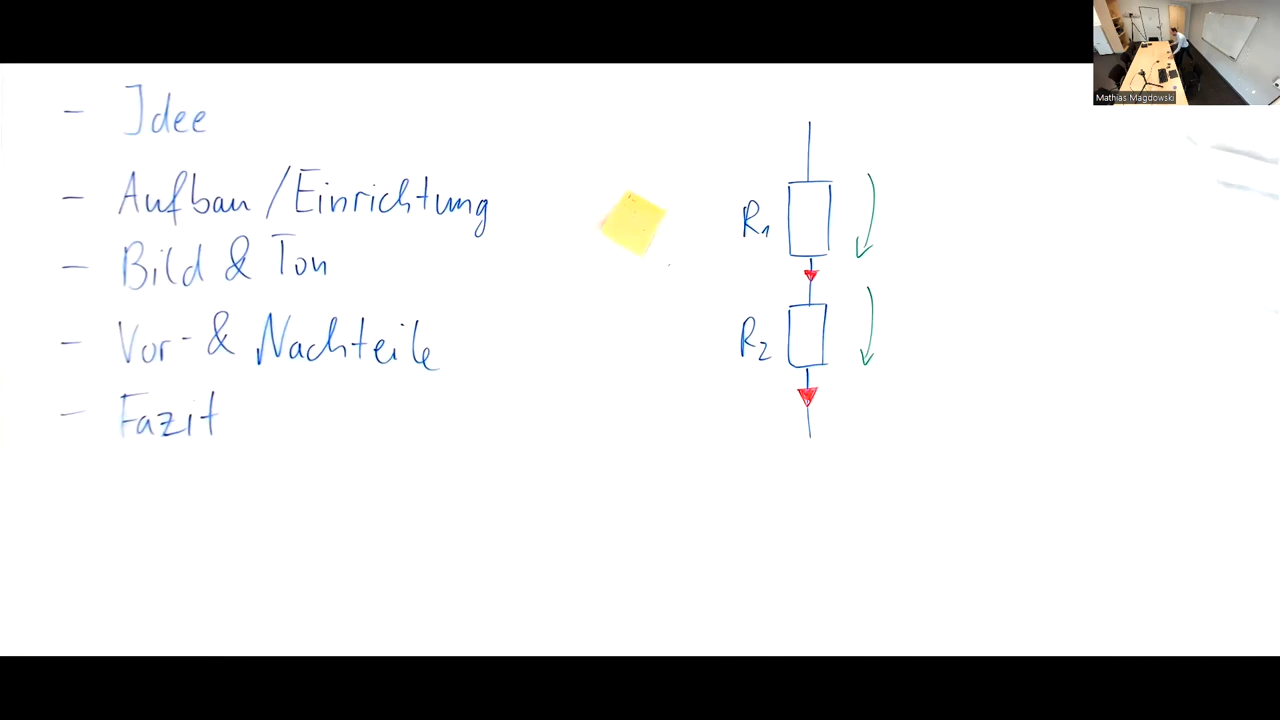 - Idee
- Aufbau/Einrichtung
- Bild & Ton
- Vor- & Nachteile
- Fazit
R1
R2
Mathias Magdowski